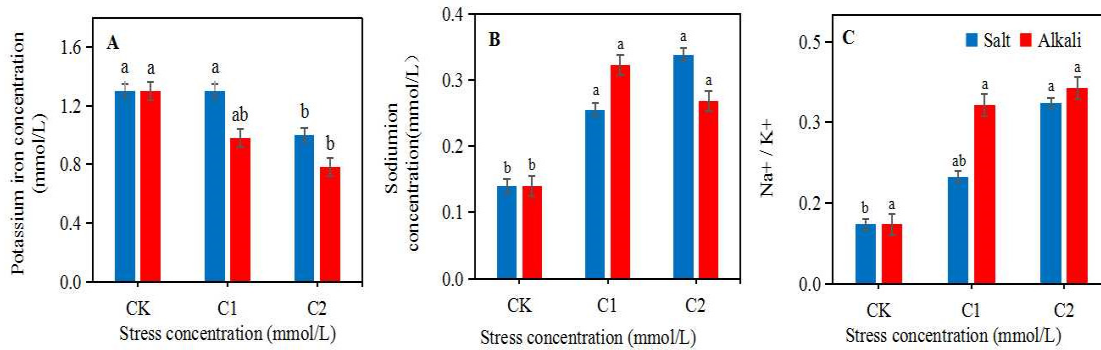 A
Potassium iron concentration
(mmol/L)
1.6
1.2
0.8
0.4
0.0
a
a
a
ab
b
b
CK
C1
C2
Stress concentration (mmol/L)
B
Sodiumion
concentration(mmol/L)
0.4
0.3
0.2
0.1
0.0
b
b
a
a
a
a
CK
C1
C2
Stress concentration (mmol/L)
C
Salt
Alkali
Na+ / K+
0.5
0.3
0.2
0.0
b
a
ab
a
a
a
CK
C1
C2
Stress concentration (mmol/L)